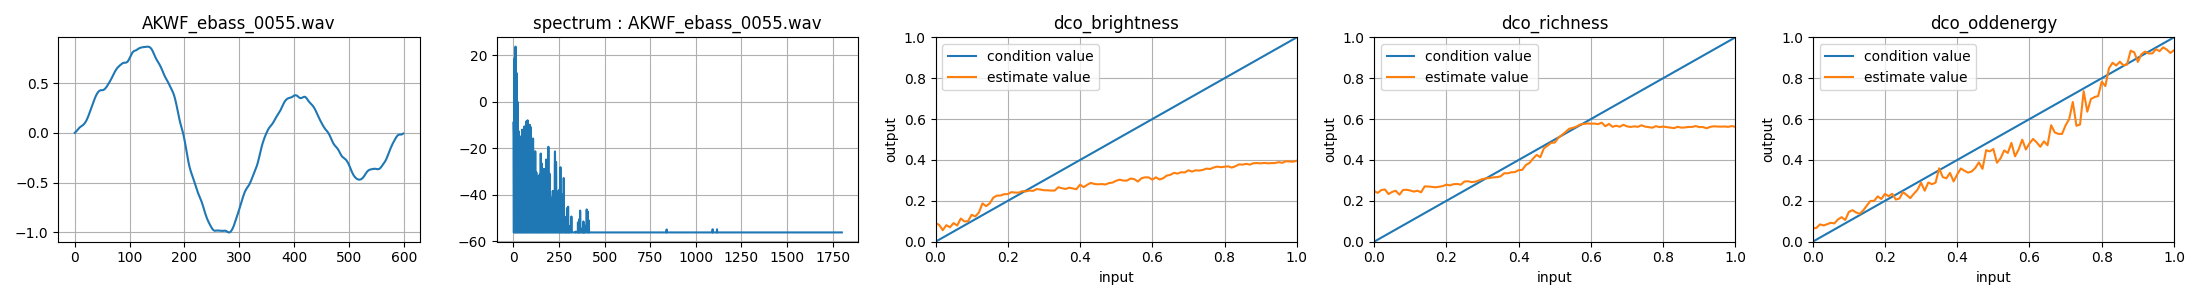 AKWF_ebass_0055.wav
0.5
0.0
−0.5
−1.0
0 100 200 300 400 500 600
spectrum : AKWF_ebass_0055.wav
20
0
−20
−40
−60
0 250 500 750 1000 1250 1500 1750
dco_brightness
condition value
estimate value
output
1.0
0.8
0.6
0.4
0.2
0.0
0.0 0.2 0.4 0.6 0.8 1.0
input
dco_richness
condition value
estimate value
output
1.0
0.8
0.6
0.4
0.2
0.0
0.0 0.2 0.4 0.6 0.8 1.0
input
dco_oddenergy
condition value
estimate value
output
1.0
0.8
0.6
0.4
0.2
0.0
0.0 0.2 0.4 0.6 0.8 1.0
input